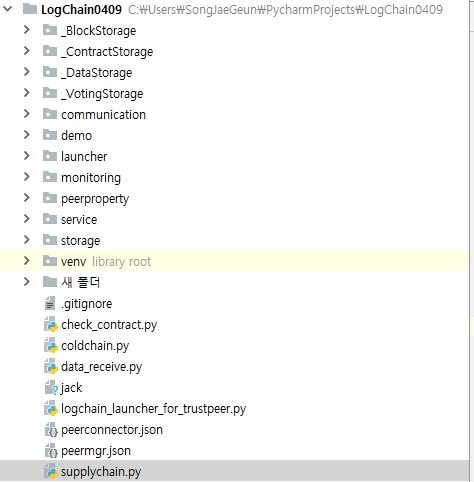 LogChain0409 C:￦Users￦SongJaeGeun￦PycharmProjects￦LogChain0409
_BlockStorage
_ContractStorage
_DataStorage
_VotingStorage
communication
demo
launcher
monitoring
peerproperty
service
storage
venv library root
새 폴더
.gitignore
check_contract.py
coldchain.py
data_receive.py
jack
logchain_launcher_for_trustpeer.py
peerconnector.json
peermgr.json
supplychain.py